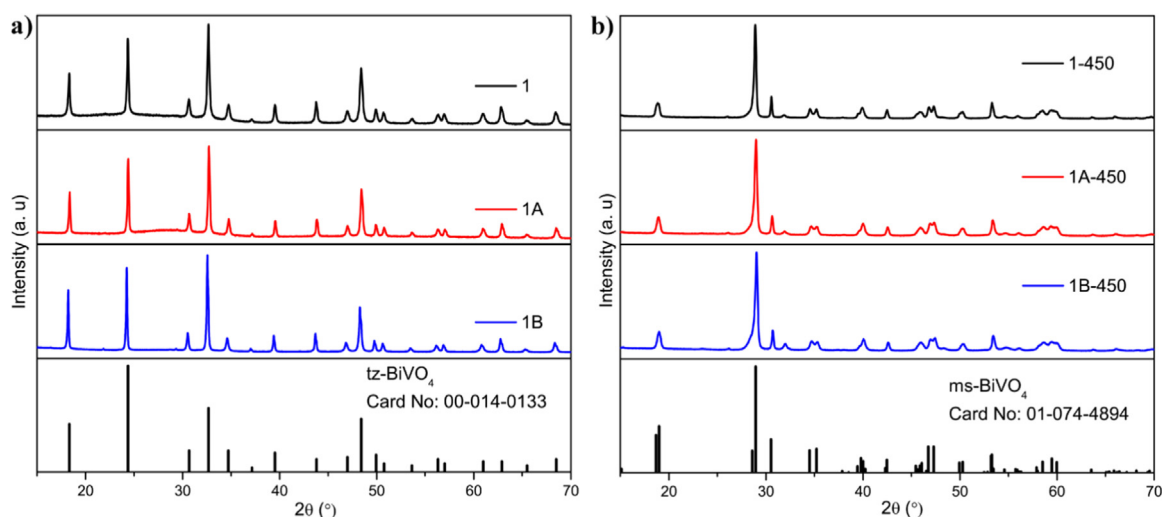 a)
1
1A
1B
tz-BiVO₄
Card No: 00-014-0133
Intensity (a. u)
20 30 40 50 60 70
2θ (°)
b)
1-450
1A-450
1B-450
ms-BiVO₄
Card No: 01-074-4894
Intensity (a. u)
20 30 40 50 60 70
2θ (°)